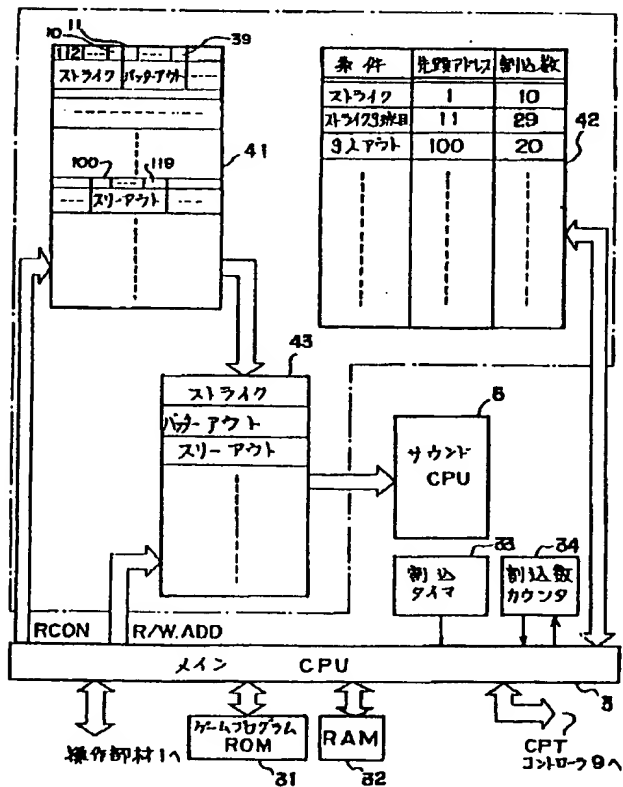 10 11 39
1 2 --- ---
ストライク バッターアウト ---
41
100 119
--- スリーアウト ---
条件 先頭アドレス 割込数
ストライク 1 10
ストライク3球目 11 29
3人アウト 100 20
42
43
ストライク
バッターアウト
スリーアウト
サウンド
CPU
33
34
割込
タイマ
割込数
カウンタ
RCON
R/W.ADD
メイン CPU
操作部材1へ
ゲームプログラム
ROM
31
RAM
32
CPT
コントローラ9へ